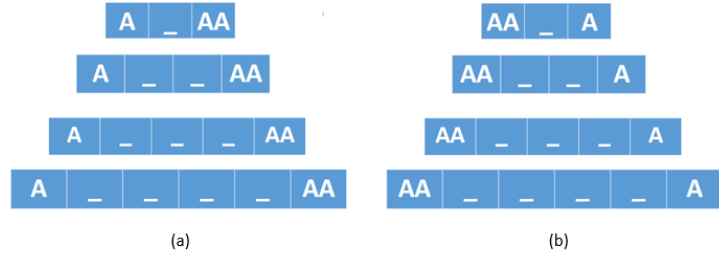 A _ AA
A _ _ AA
A _ _ _ AA
A _ _ _ _ AA
(a)
AA _ A
AA _ _ A
AA _ _ _ A
AA _ _ _ _ A
(b)